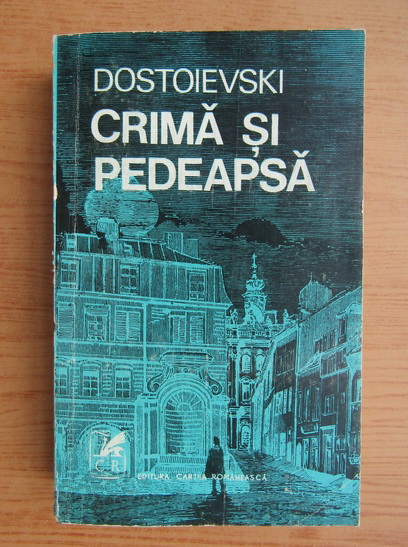 DOSTOIEVSKI
CRIMĂ ȘI
PEDEAPSĂ
CR
EDITURA CARTEA ROMÂNEASCĂ